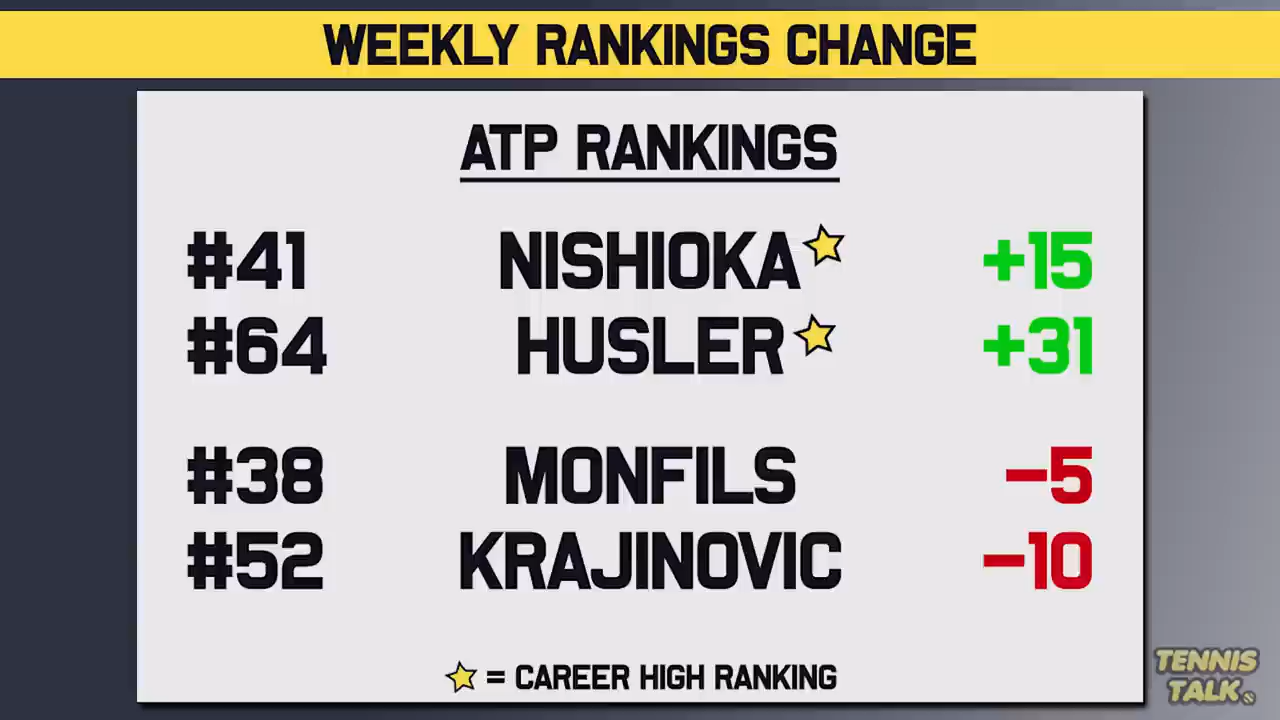 WEEKLY RANKINGS CHANGE
ATP RANKINGS
#41 NISHIOKA +15
#64 HUSLER +31
#38 MONFILS -5
#52 KRAJINOVIC -10
= CAREER HIGH RANKING
TENNIS
TALK